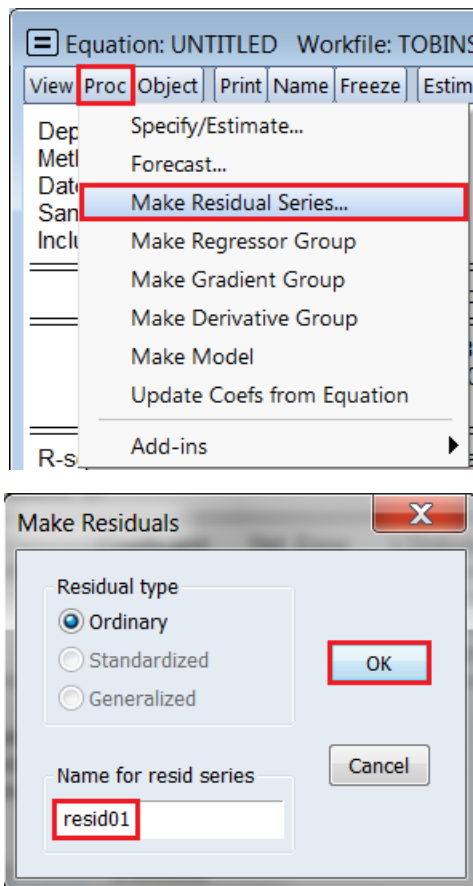 Equation: UNTITLED Workfile: TOBINS
View Proc Object Print Name Freeze Estim
Dep
Specify/Estimate...
Met
Forecast...
Date
Make Residual Series...
San
Inclu
Make Regressor Group
Make Gradient Group
Make Derivative Group
Make Model
Update Coefs from Equation
Add-ins
R-s
Make Residuals
X
Residual type
Ordinary
Standardized
OK
Generalized
Cancel
Name for resid series
resid01